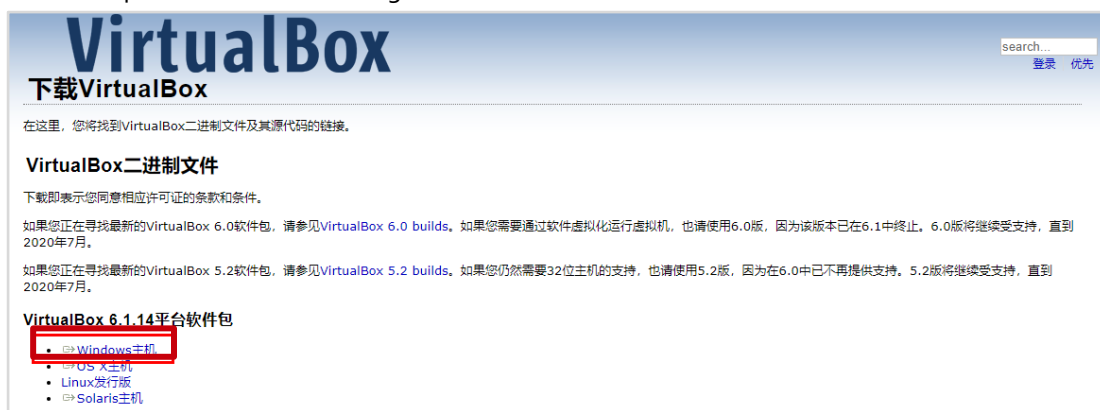 VirtualBox
search...
登录 优先
下载VirtualBox
在这里，您将找到VirtualBox二进制文件及其源代码的链接。
VirtualBox二进制文件
下载即表示您同意相应许可证的条款和条件。
如果您正在寻找最新的VirtualBox 6.0软件包，请参见VirtualBox 6.0 builds。如果您需要通过软件虚拟化运行虚拟机，也请使用6.0版，因为该版本已在6.1中终止。6.0版将继续受支持，直到
2020年7月。
如果您正在寻找最新的VirtualBox 5.2软件包，请参见VirtualBox 5.2 builds。如果您仍然需要32位主机的支持，也请使用5.2版，因为在6.0中已不再提供支持。5.2版将继续受支持，直到
2020年7月。
VirtualBox 6.1.14平台软件包
Windows主机
OS X主机
Linux发行版
Solaris主机